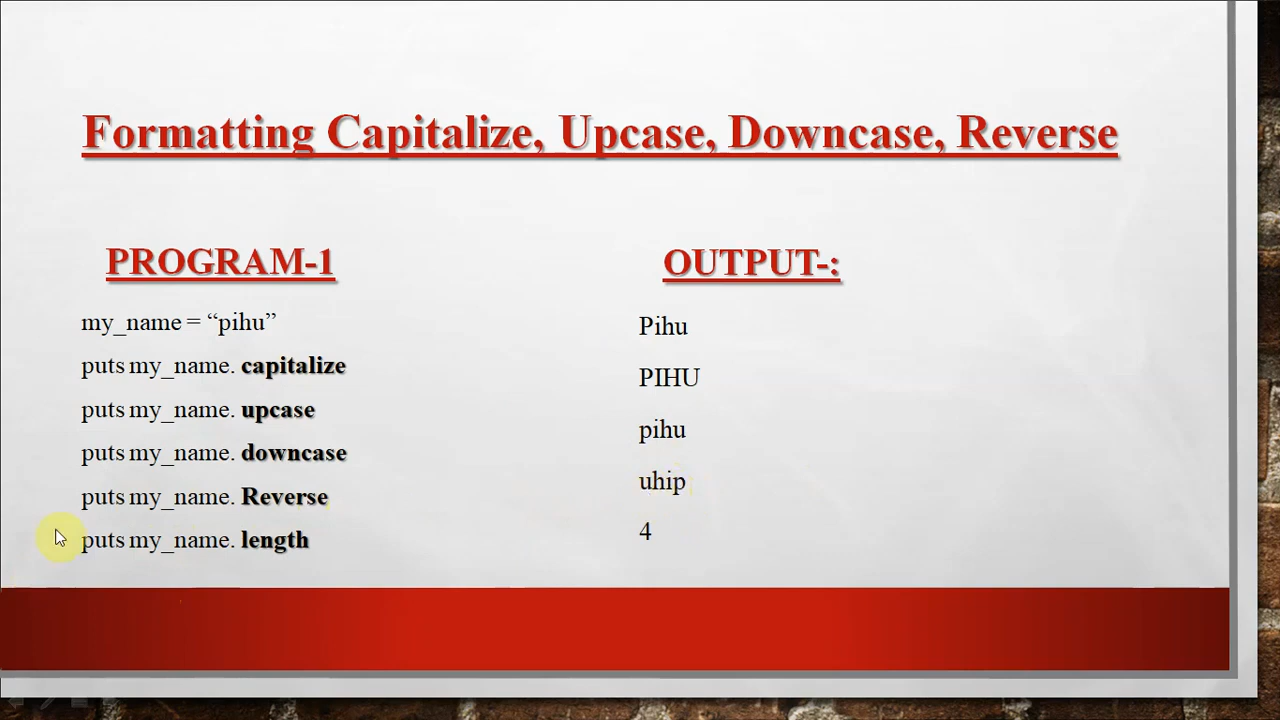 Formatting Capitalize, Upcase, Downcase, Reverse
PROGRAM-1
my_name = “pihu”
puts my_name. capitalize
puts my_name. upcase
puts my_name. downcase
puts my_name. Reverse
puts my_name. length
OUTPUT-:
Pihu
PIHU
pihu
uhip
4